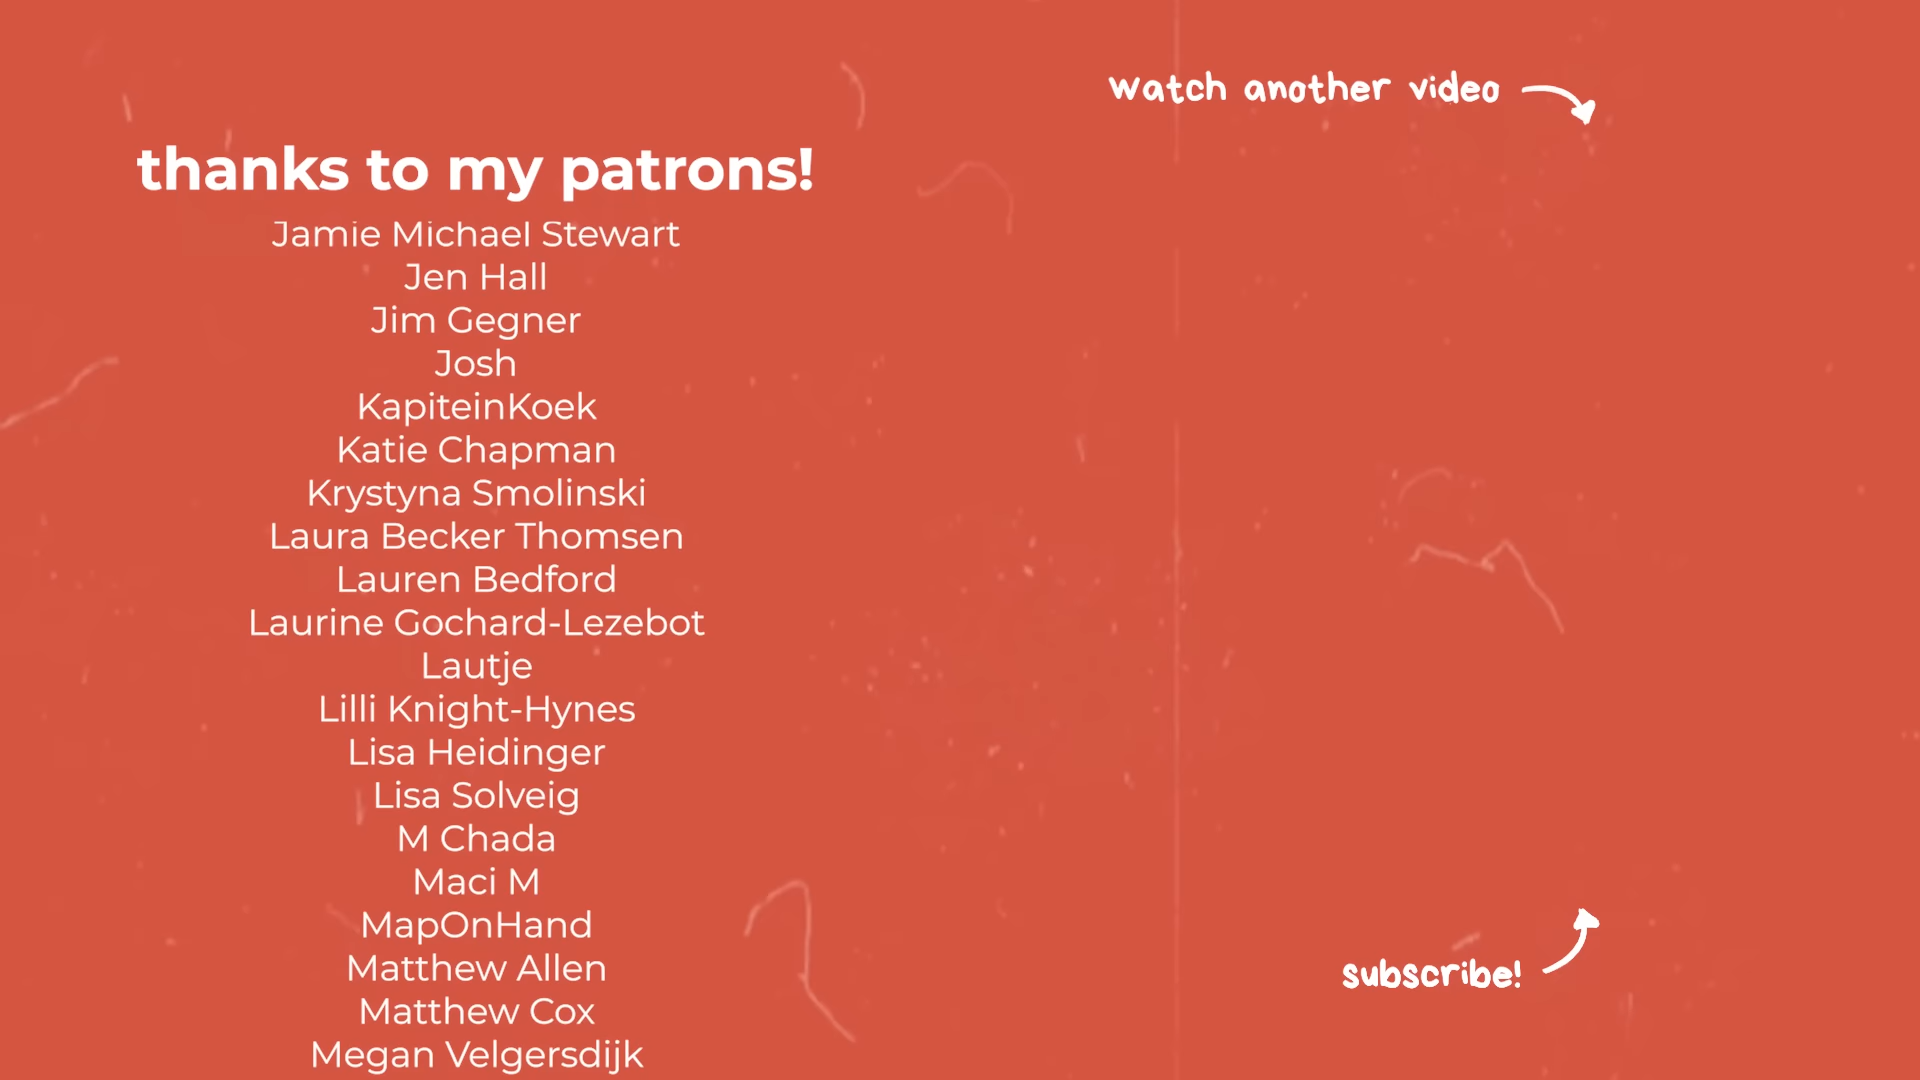 thanks to my patrons!
Jamie Michael Stewart
Jen Hall
Jim Gegner
Josh
KapiteinKoek
Katie Chapman
Krystyna Smolinski
Laura Becker Thomsen
Lauren Bedford
Laurine Gochard-Lezebot
Lautje
Lilli Knight-Hynes
Lisa Heidinger
Lisa Solveig
M Chada
Maci M
MapOnHand
Matthew Allen
Matthew Cox
Megan Velgersdijk
watch another video
subscribe!